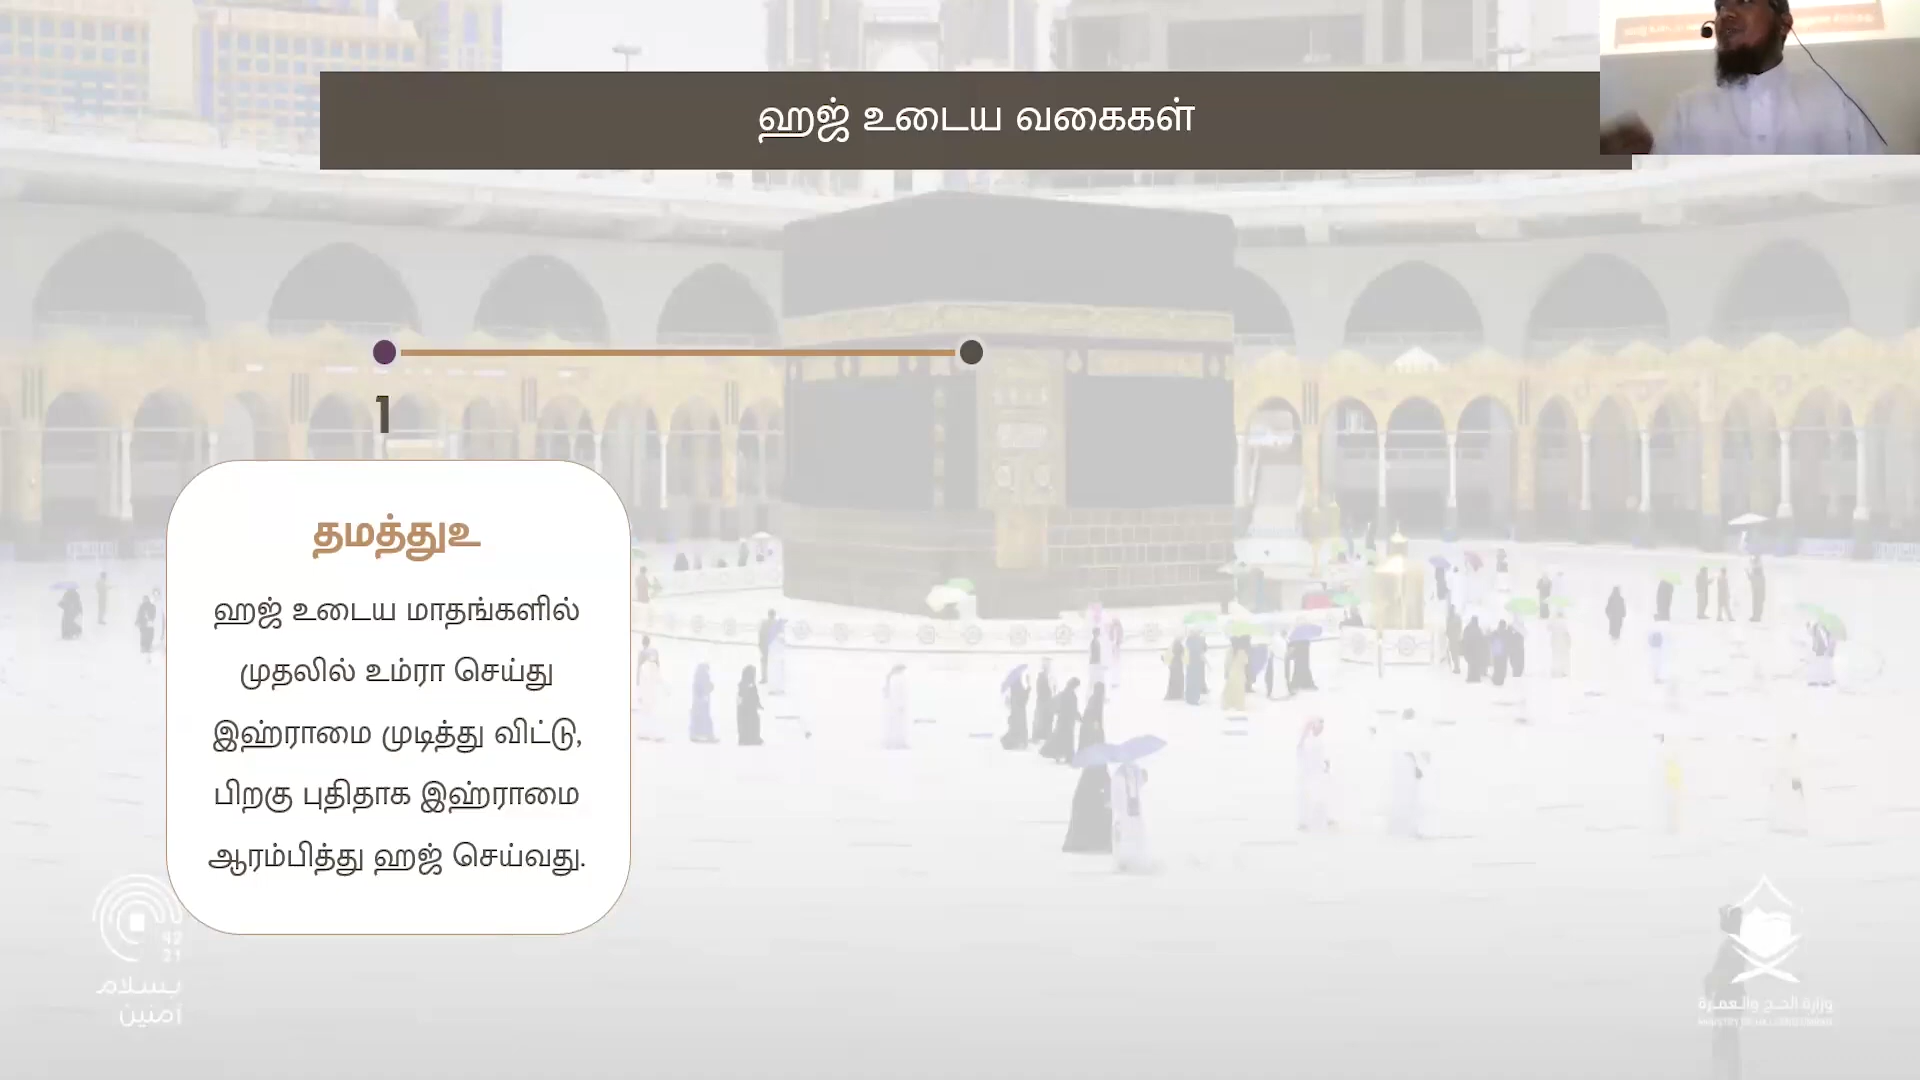 ஹஜ் உடைய வகைகள்
1
தமத்துஉ
ஹஜ் உடைய மாதங்களில்
முதலில் உம்ரா செய்து
இஹ்ராமை முடித்து விட்டு,
பிறகு புதிதாக இஹ்ராமை
ஆரம்பித்து ஹஜ் செய்வது.
بسلام
آمنين
وزارة الحج والعمرة